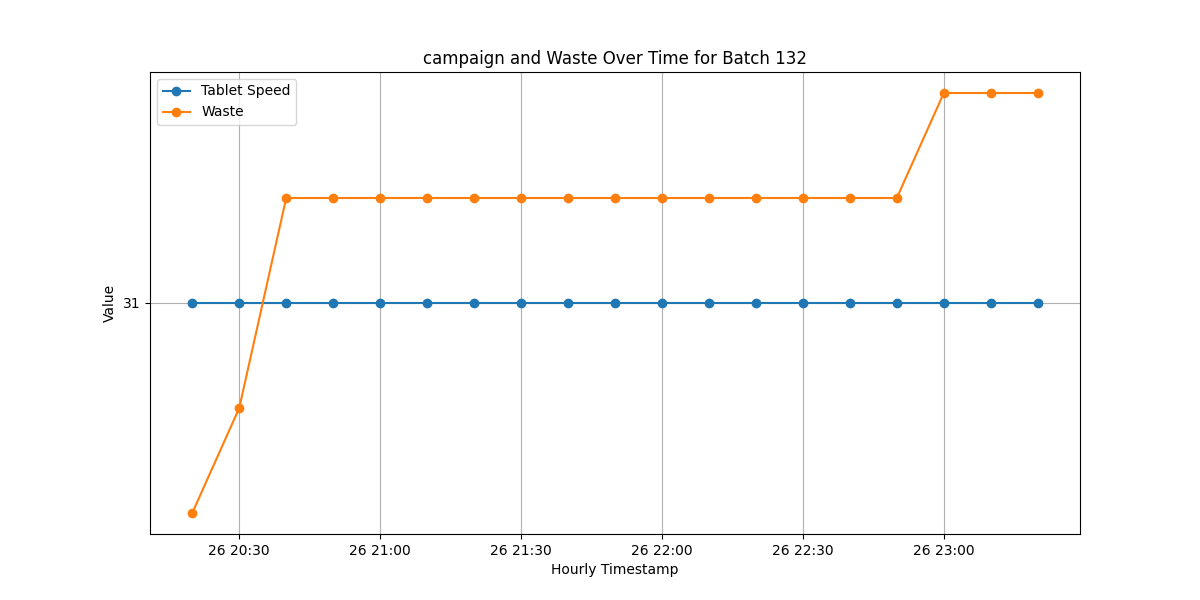 campaign and Waste Over Time for Batch 132
Tablet Speed
Waste
Value
31
26 20:30
26 21:00
26 21:30
26 22:00
26 22:30
26 23:00
Hourly Timestamp